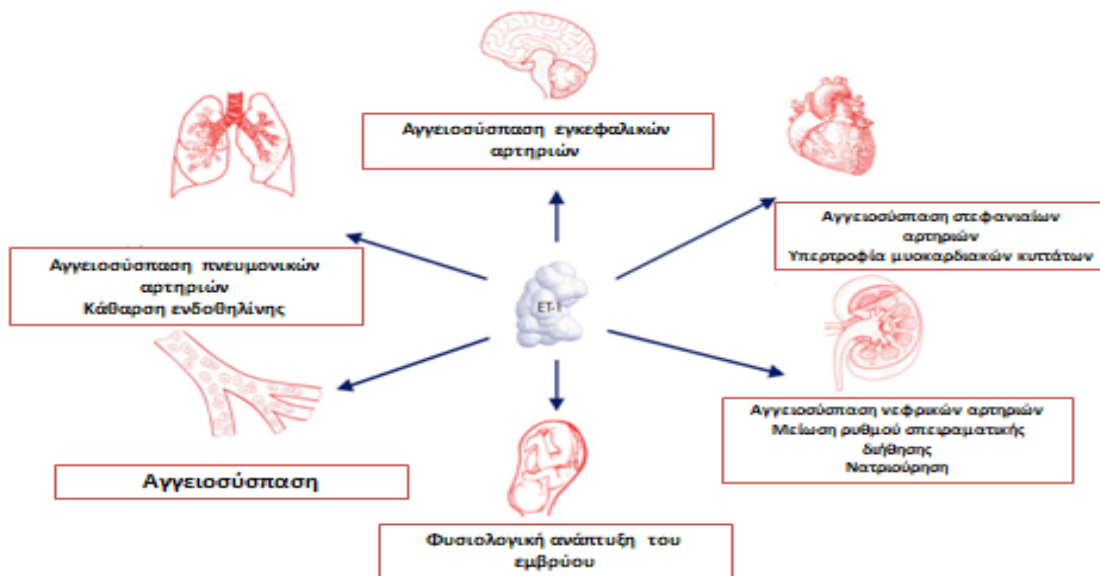 Αγγειοσύσπαση εγκεφαλικών
αρτηριών
Αγγειοσύσπαση στεφανιαίων
αρτηριών
Υπερτροφία μυοκαρδιακών κυττάτων
Αγγειοσύσπαση πνευμονικών
αρτηριών
Κάθαρση ενδοθηλίνης
ET-1
Αγγειοσύσπαση νεφρικών αρτηριών
Μείωση ρυθμού σπειραματικής
διήθησης
Νατριούρηση
Αγγειοσύσπαση
Φυσιολογική ανάπτυξη του
εμβρύου